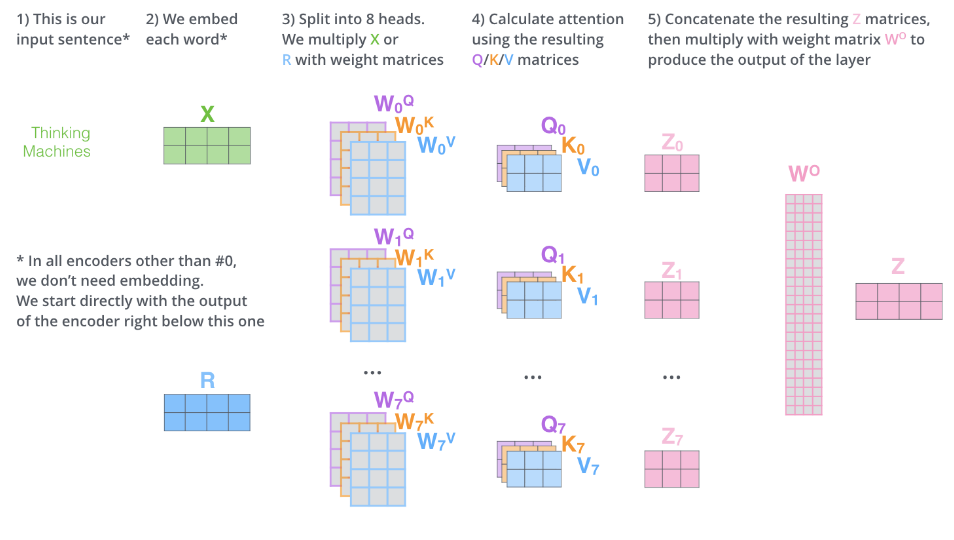 1) This is our
input sentence*
2) We embed
each word*
3) Split into 8 heads.
We multiply X or
R with weight matrices
4) Calculate attention
using the resulting
Q/K/V matrices
5) Concatenate the resulting Z matrices,
then multiply with weight matrix Wᴼ to
produce the output of the layer
Thinking
Machines
X
W₀Q
W₀K
W₀V
Q₀
K₀
V₀
Z₀
Wᴼ
* In all encoders other than #0,
we don’t need embedding.
We start directly with the output
of the encoder right below this one
W₁Q
W₁K
W₁V
Q₁
K₁
V₁
Z₁
Z
...
...
...
R
W₇Q
W₇K
W₇V
Q₇
K₇
V₇
Z₇